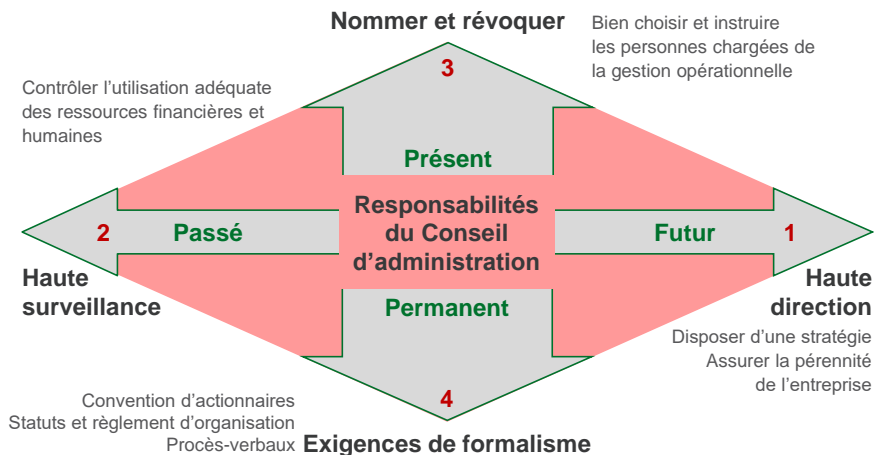 Nommer et révoquer
3
Bien choisir et instruire
les personnes chargées de
la gestion opérationnelle
Contrôler l’utilisation adéquate
des ressources financières et
humaines
Présent
Responsabilités
du Conseil
d’administration
2
Passé
Futur
1
Haute
surveillance
Haute
direction
Permanent
Disposer d’une stratégie
Assurer la pérennité
de l’entreprise
4
Convention d’actionnaires
Statuts et règlement d’organisation
Procès-verbaux
Exigences de formalisme